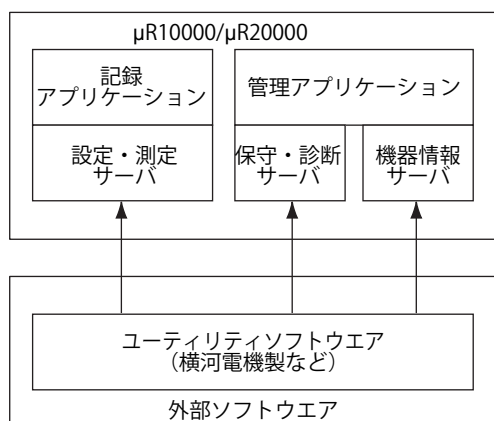 μR10000/μR20000
記録
アプリケーション
管理アプリケーション
設定・測定
サーバ
保守・診断
サーバ
機器情報
サーバ
ユーティリティソフトウエア
（横河電機製など）
外部ソフトウエア